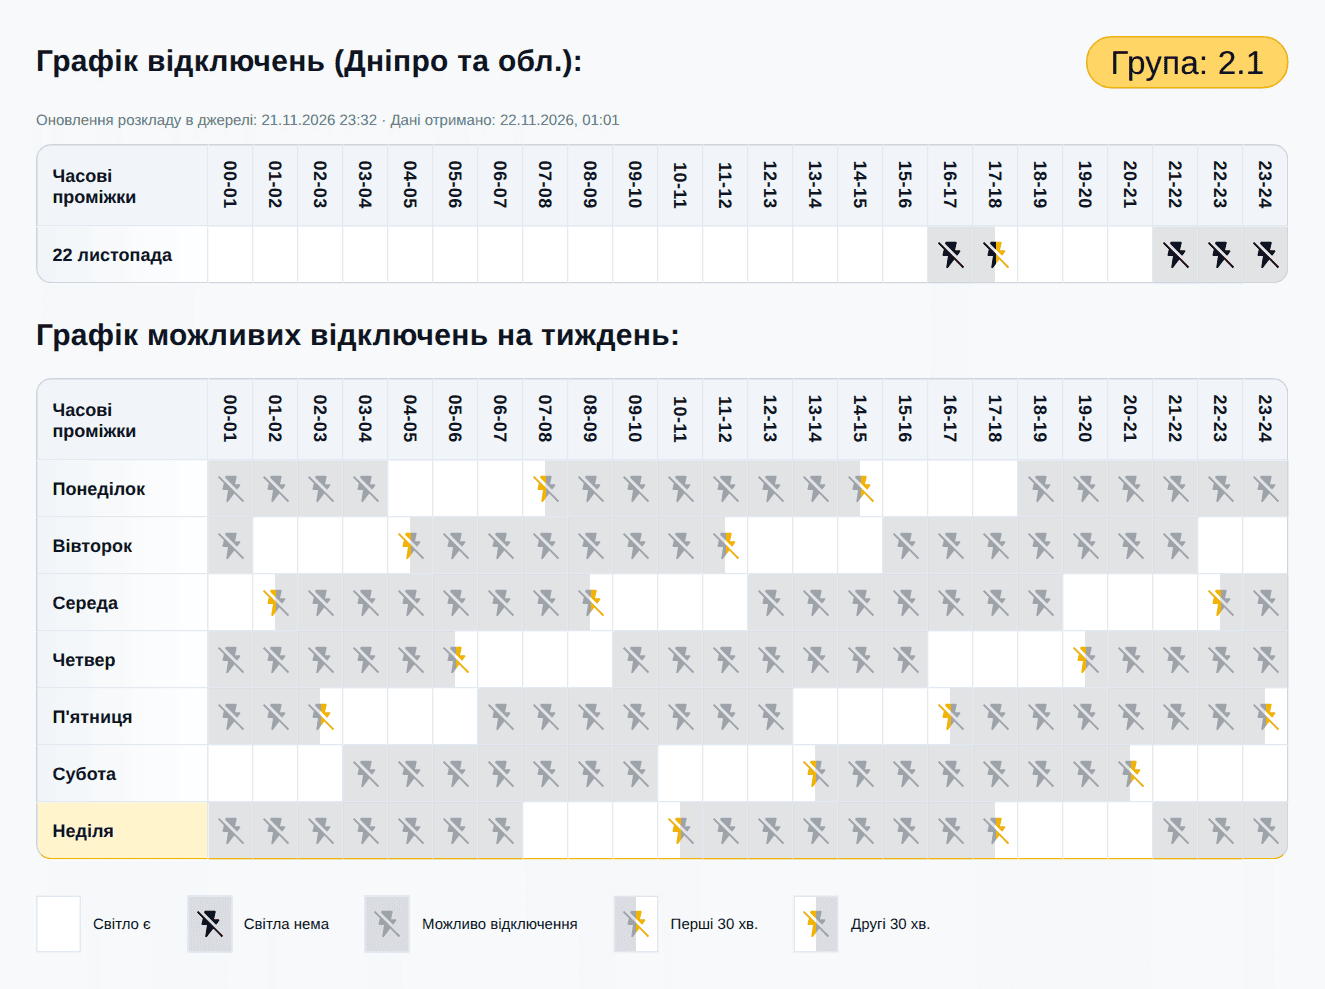 Графік відключень (Дніпро та обл.):
Група: 2.1
Оновлення розкладу в джерелі: 21.11.2026 23:32 · Дані отримано: 22.11.2026, 01:01
Часові
проміжки
00-01 01-02 02-03 03-04 04-05 05-06 06-07 07-08 08-09 09-10 10-11 11-12 12-13 13-14 14-15 15-16 16-17 17-18 18-19 19-20 20-21 21-22 22-23 23-24
22 листопада
Графік можливих відключень на тиждень:
Часові
проміжки
00-01 01-02 02-03 03-04 04-05 05-06 06-07 07-08 08-09 09-10 10-11 11-12 12-13 13-14 14-15 15-16 16-17 17-18 18-19 19-20 20-21 21-22 22-23 23-24
Понеділок
Вівторок
Середа
Четвер
П'ятниця
Субота
Неділя
Світло є
Світла нема
Можливо відключення
Перші 30 хв.
Другі 30 хв.